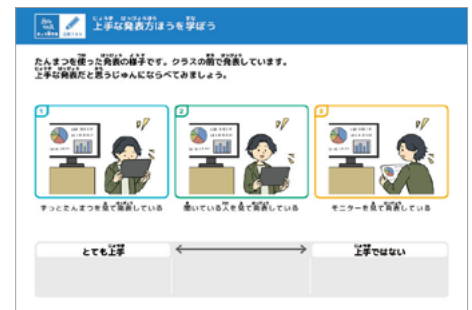 上手な発表方ほうを学ぼう
たんまつを使った発表の様子です。クラスの前で発表しています。
上手な発表だと思うじゅんにならべてみましょう。
1
2
3
ずっとたんまつを見て発表している
聞いている人を見て発表している
モニターを見て発表している
とても上手
上手ではない